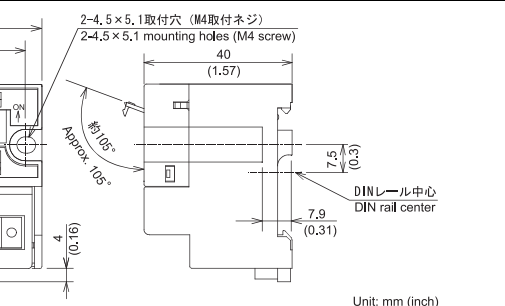 2-4.5×5.1取付穴（M4取付ネジ）
2-4.5×5.1 mounting holes (M4 screw)
40
(1.57)
ON
約105°
Approx. 105°
7.5
(0.3)
DINレール中心
DIN rail center
7.9
(0.31)
4
(0.16)
Unit: mm (inch)